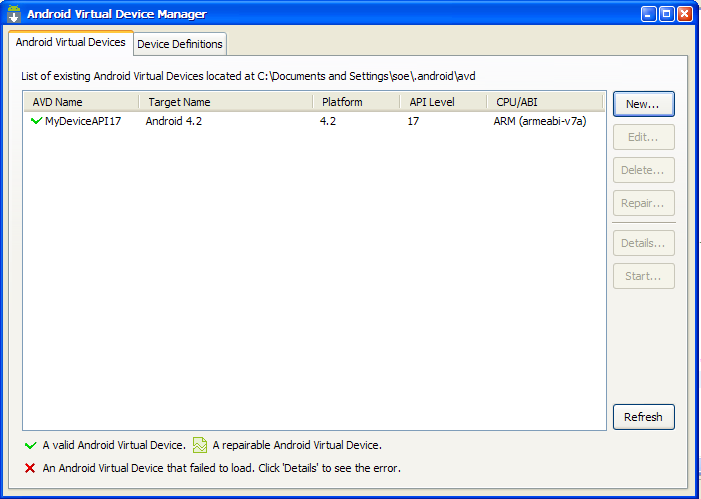 Android Virtual Device Manager
Android Virtual Devices
Device Definitions
List of existing Android Virtual Devices located at C:\Documents and Settings\soe\.android\avd
AVD Name Target Name Platform API Level CPU/ABI
MyDeviceAPI17 Android 4.2 4.2 17 ARM (armeabi-v7a)
New...
Edit...
Delete...
Repair...
Details...
Start...
Refresh
A valid Android Virtual Device. A repairable Android Virtual Device.
An Android Virtual Device that failed to load. Click 'Details' to see the error.